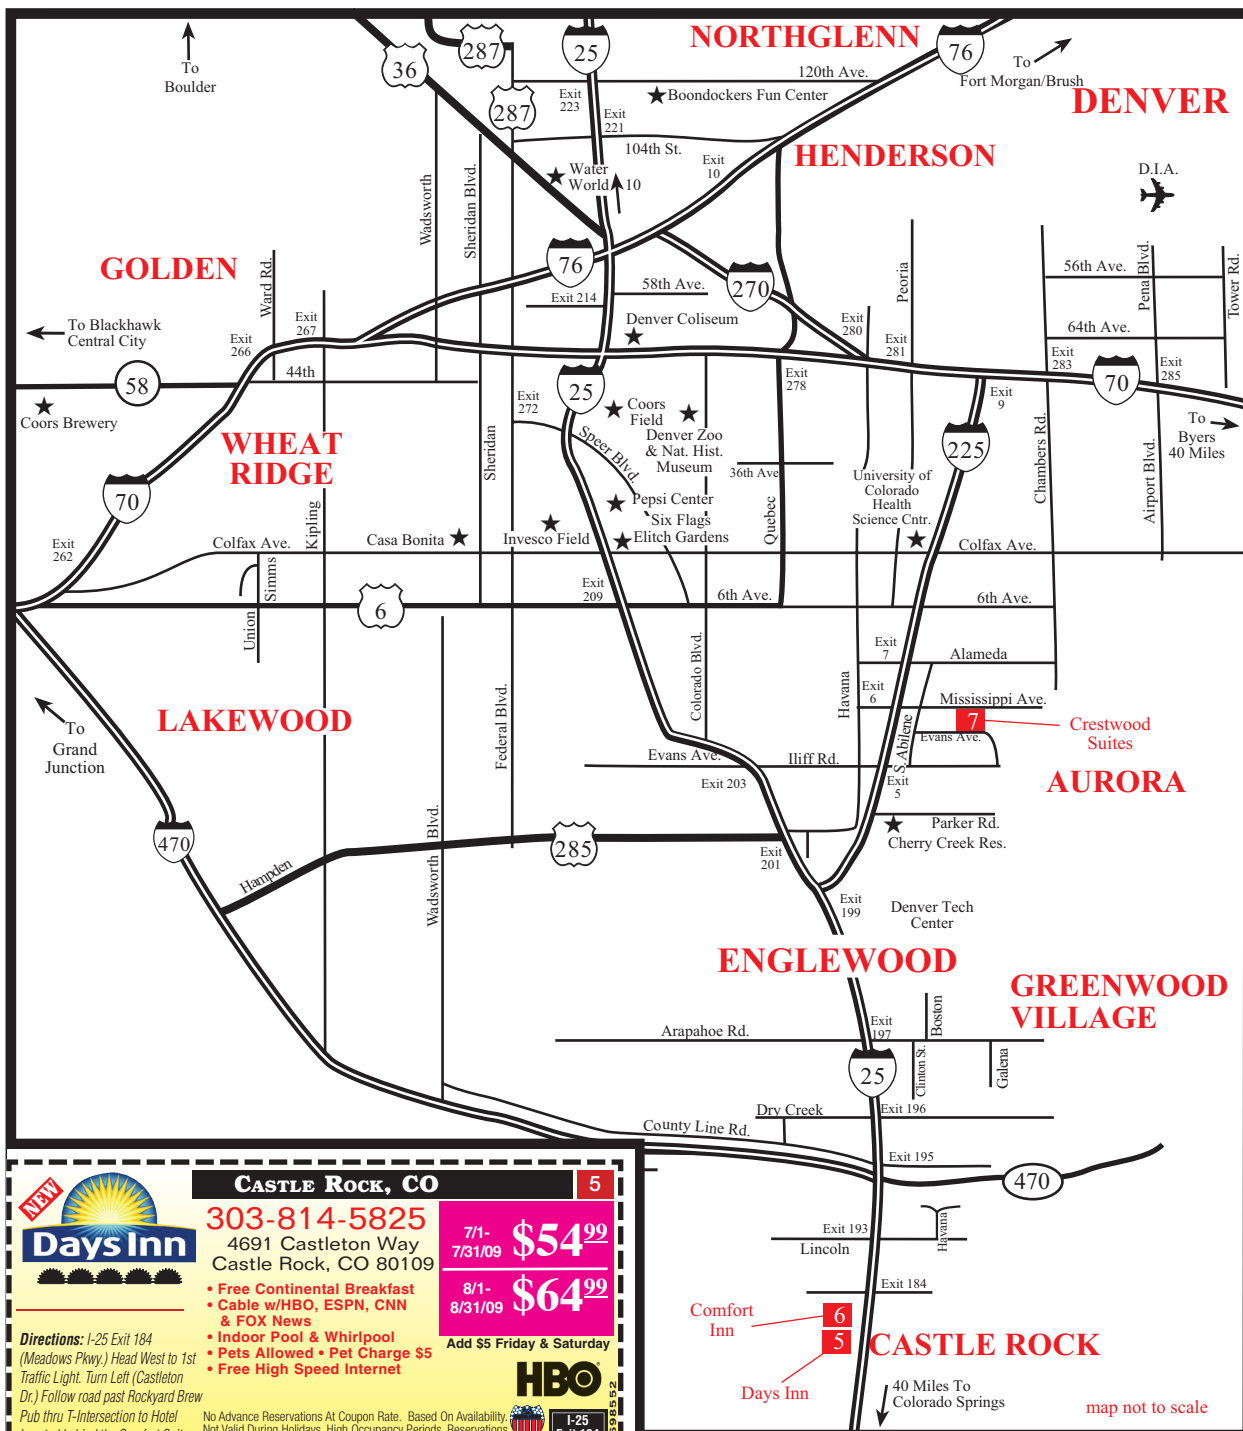 NORTHGLENN
287
25
76
36
To
Boulder
120th Ave.
To
Fort Morgan/Brush
Exit
223
Boondockers Fun Center
DENVER
287
Exit
221
104th St.
Exit
10
HENDERSON
Water
World
10
D.I.A.
Wadsworth
Sheridan Blvd.
GOLDEN
Ward Rd.
76
270
Peoria
56th Ave.
Pena Blvd.
Tower Rd.
58th Ave.
Exit 214
To Blackhawk
Central City
Exit
267
Exit
266
Denver Coliseum
Exit
280
Exit
281
64th Ave.
Exit
283
Exit
285
58
44th
25
Exit
278
Exit
9
70
Coors Brewery
Exit
272
Coors
Field
Denver Zoo
& Nat. Hist.
Museum
Speer Blvd.
To
Byers
40 Miles
WHEAT
RIDGE
Sheridan
225
Chambers Rd.
Airport Blvd.
36th Ave
University of
Colorado
Health
Science Cntr.
70
Kipling
Pepsi Center
Quebec
Six Flags
Elitch Gardens
Exit
262
Colfax Ave.
Casa Bonita
Invesco Field
Colfax Ave.
Simms
Union
6
Exit
209
6th Ave.
6th Ave.
Colorado Blvd.
Exit
7
Alameda
Havana
Exit
6
Mississippi Ave.
7
Crestwood
Suites
LAKEWOOD
To
Grand
Junction
Federal Blvd.
S. Abilene
Evans Ave.
Evans Ave.
Iliff Rd.
Exit 203
Exit
5
AURORA
470
Wadsworth Blvd.
Parker Rd.
Cherry Creek Res.
285
Exit
201
Hampden
Exit
199
Denver Tech
Center
ENGLEWOOD
GREENWOOD
VILLAGE
Arapahoe Rd.
Exit
197
Boston
25
Clinton St.
Galena
Dry Creek
Exit 196
County Line Rd.
Exit 195
470
Exit 193
Lincoln
Havana
Exit 184
Comfort
Inn
6
5
CASTLE ROCK
Days Inn
40 Miles To
Colorado Springs
map not to scale
NEW
Days Inn
CASTLE ROCK, CO
5
303-814-5825
4691 Castleton Way
Castle Rock, CO 80109
• Free Continental Breakfast
• Cable w/HBO, ESPN, CNN
& FOX News
• Indoor Pool & Whirlpool
• Pets Allowed • Pet Charge $5
• Free High Speed Internet
7/1-
7/31/09
$54.99
8/1-
8/31/09
$64.99
Add $5 Friday & Saturday
HBO
Directions: I-25 Exit 184
(Meadows Pkwy.) Head West to 1st
Traffic Light. Turn Left (Castleton
Dr.) Follow road past Rockyard Brew
Pub thru T-Intersection to Hotel
No Advance Reservations At Coupon Rate. Based On Availability.
Not Valid During Holidays, High Occupancy Periods, Reservations
I-25
598552